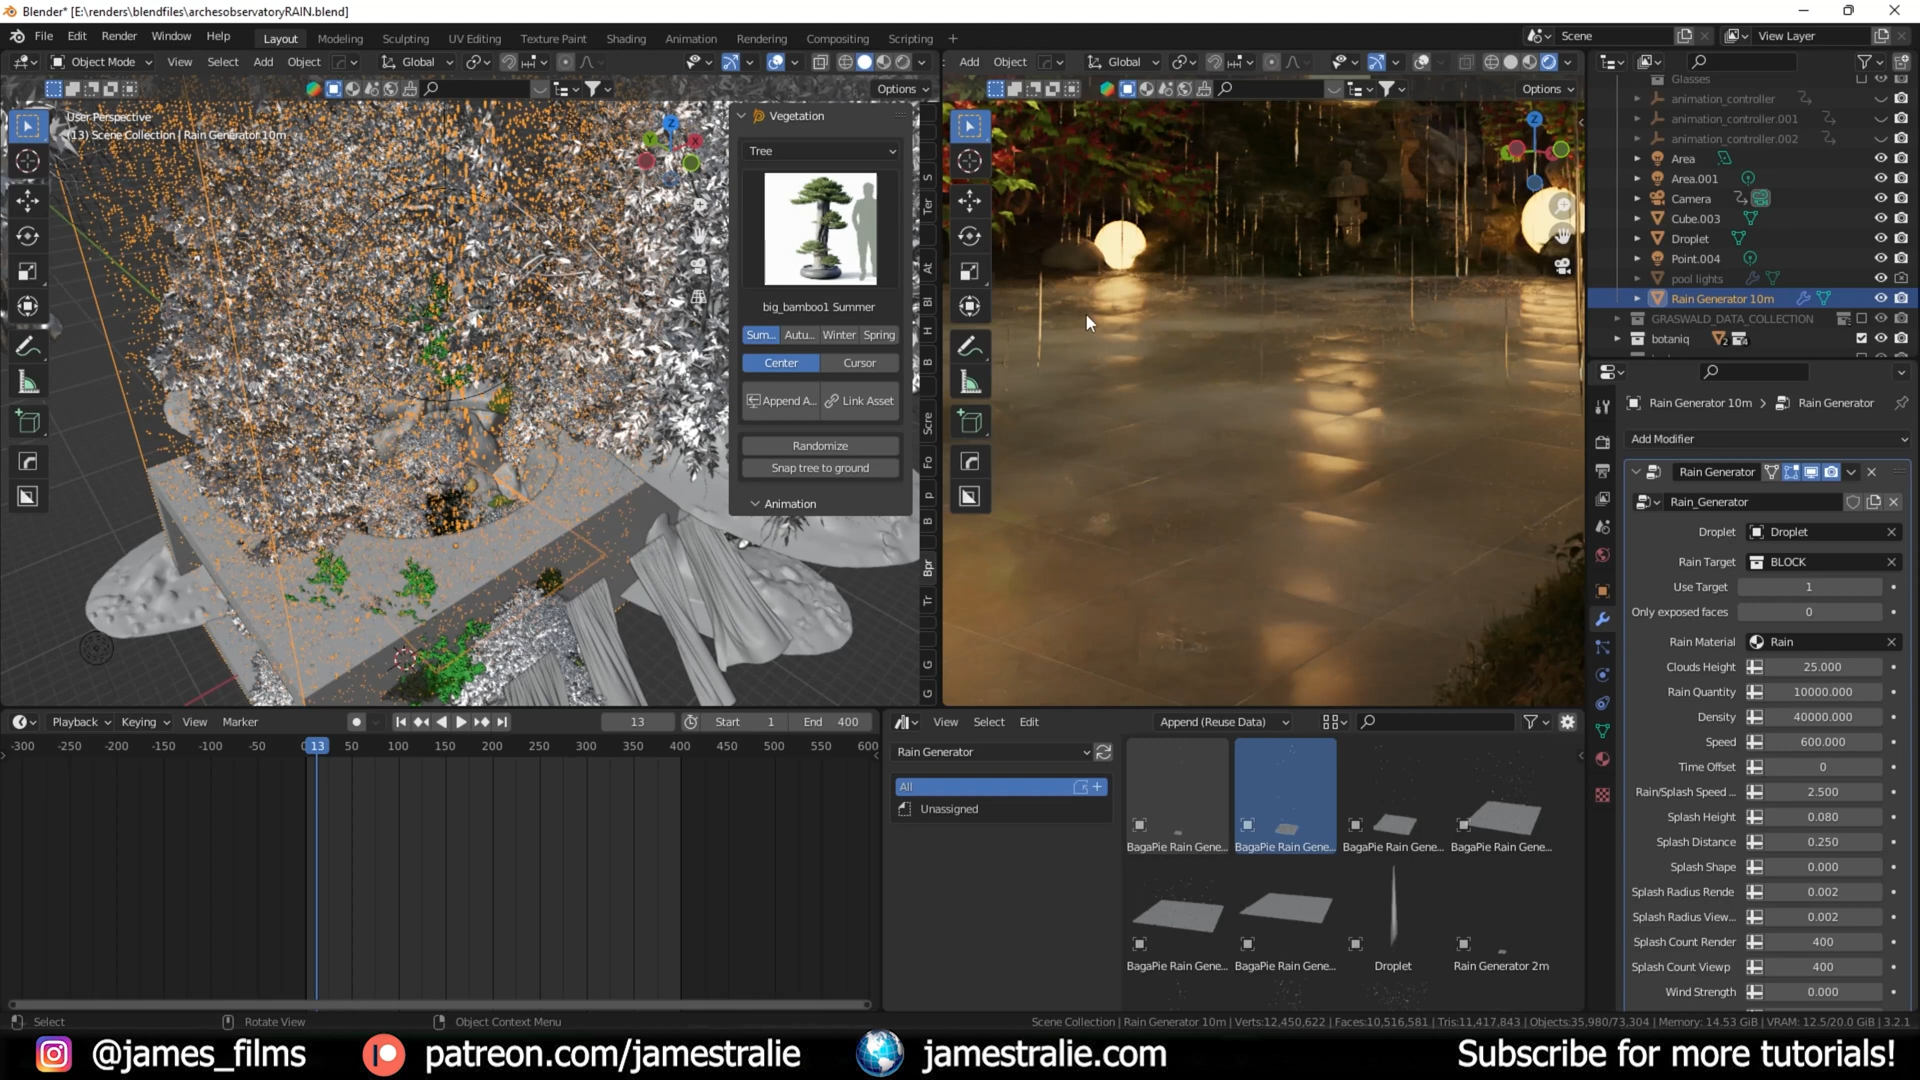 Blender* [E:\renders\blendfiles\archesobservatoryRAIN.blend]
File Edit Render Window Help Layout Modeling Sculpting UV Editing Texture Paint Shading Animation Rendering Compositing Scripting + Scene View Layer
Object Mode View Select Add Object Global
Options
User Perspective
(13) Scene Collection | Rain Generator 10m
Z
Y
X
Vegetation
Tree
big_bamboo1 Summer
Sum... Autu... Winter Spring
Center Cursor
Append A... Link Asset
Randomize
Snap tree to ground
Animation
S
Ter
At
Bl
H
B
Scre
Fo
p
B
Bpr
Tr
G
G
Add Object Global
Options
Z
Glasses
animation_controller
animation_controller.001
animation_controller.002
Area
Area.001
Camera
Cube.003
Droplet
Point.004
pool lights
Rain Generator 10m
GRASWALD_DATA_COLLECTION
botaniq 2
Rain Generator 10m > Rain Generator
Add Modifier
Rain Generator
Rain_Generator
Droplet Droplet
Rain Target BLOCK
Use Target 1
Only exposed faces 0
Rain Material Rain
Clouds Height 25.000
Rain Quantity 10000.000
Density 40000.000
Speed 600.000
Time Offset 0
Rain/Splash Speed ... 2.500
Splash Height 0.080
Splash Distance 0.250
Splash Shape 0.000
Splash Radius Rende 0.002
Splash Radius View... 0.002
Splash Count Render 400
Splash Count Viewp 400
Wind Strength 0.000
Playback Keying View Marker 13 Start 1 End 400
-300 -250 -200 -150 -100 -50 13 50 100 150 200 250 300 350 400 450 500 550 600
View Select Edit Append (Reuse Data)
Rain Generator
All
Unassigned
BagaPie Rain Gene... BagaPie Rain Gene... BagaPie Rain Gene... BagaPie Rain Gene...
BagaPie Rain Gene... BagaPie Rain Gene... Droplet Rain Generator 2m
Select Rotate View Object Context Menu
Scene Collection | Rain Generator 10m | Verts:12,450,622 | Faces:10,516,581 | Tris:11,417,843 | Objects:35,980/73,304 | Memory: 14.53 GiB | VRAM: 12.5/20.0 GiB | 3.2.1
@james_films patreon.com/jamestralie jamestralie.com Subscribe for more tutorials!